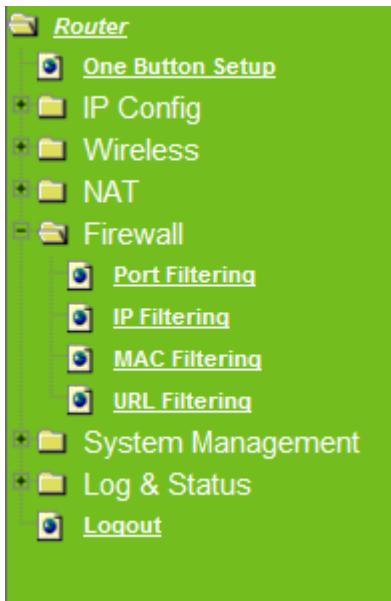 Router
One Button Setup
IP Config
Wireless
NAT
Firewall
Port Filtering
IP Filtering
MAC Filtering
URL Filtering
System Management
Log & Status
Logout